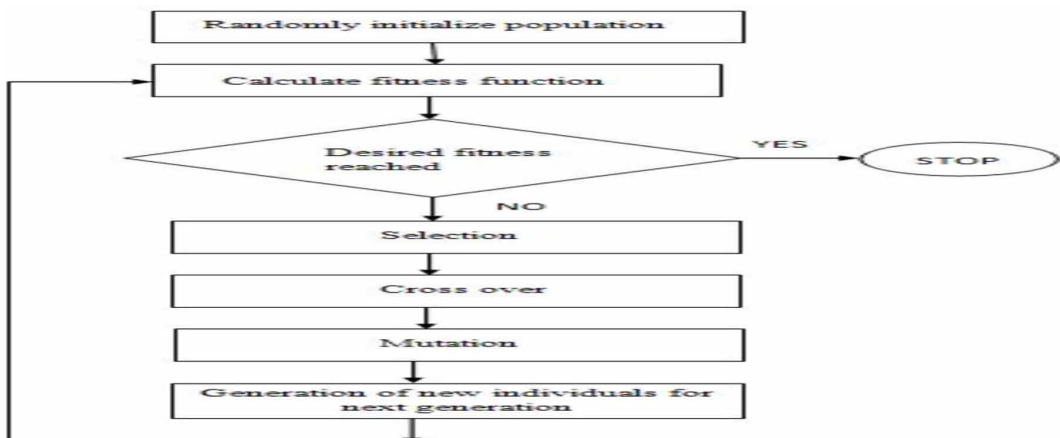 Randomly initialize population
Calculate fitness function
Desired fitness
reached
YES
STOP
NO
Selection
Cross over
Mutation
Generation of new individuals for
next generation